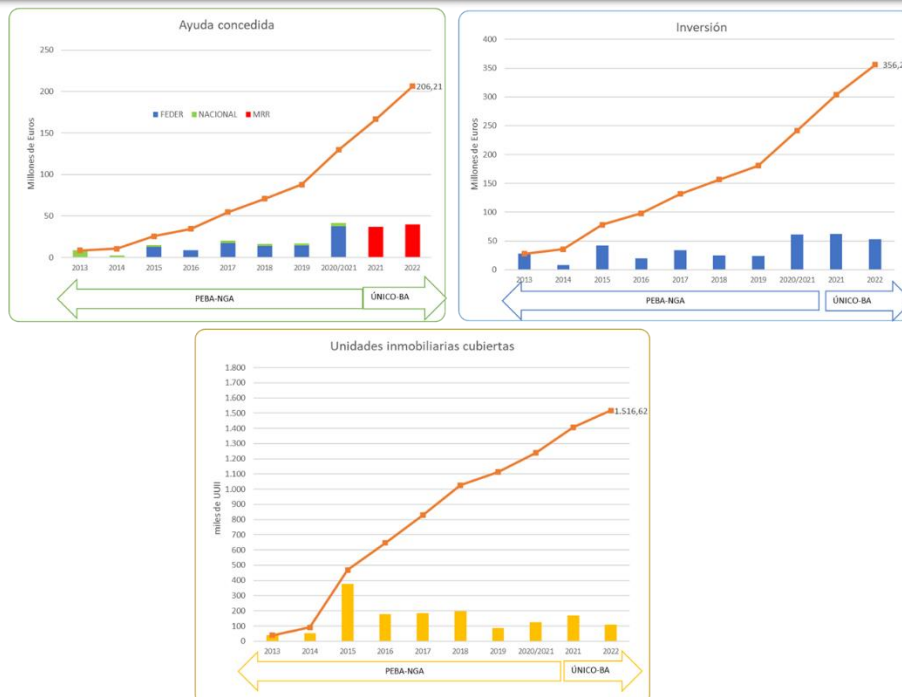 Ayuda concedida
250
200
150
100
50
0
Millones de Euros
FEDER NACIONAL MRR
206,21
2013 2014 2015 2016 2017 2018 2019 2020/2021 2021 2022
PEBA-NGA
ÚNICO-BA
Inversión
400
350
300
250
200
150
100
50
0
Millones de Euros
356,2
2013 2014 2015 2016 2017 2018 2019 2020/2021 2021 2022
PEBA-NGA
ÚNICO-BA
Unidades inmobiliarias cubiertas
1.800
1.700
1.600
1.500
1.400
1.300
1.200
1.100
1.000
900
800
700
600
500
400
300
200
100
0
miles de UUII
1.516,62
2013 2014 2015 2016 2017 2018 2019 2020/2021 2021 2022
PEBA-NGA
ÚNICO-BA